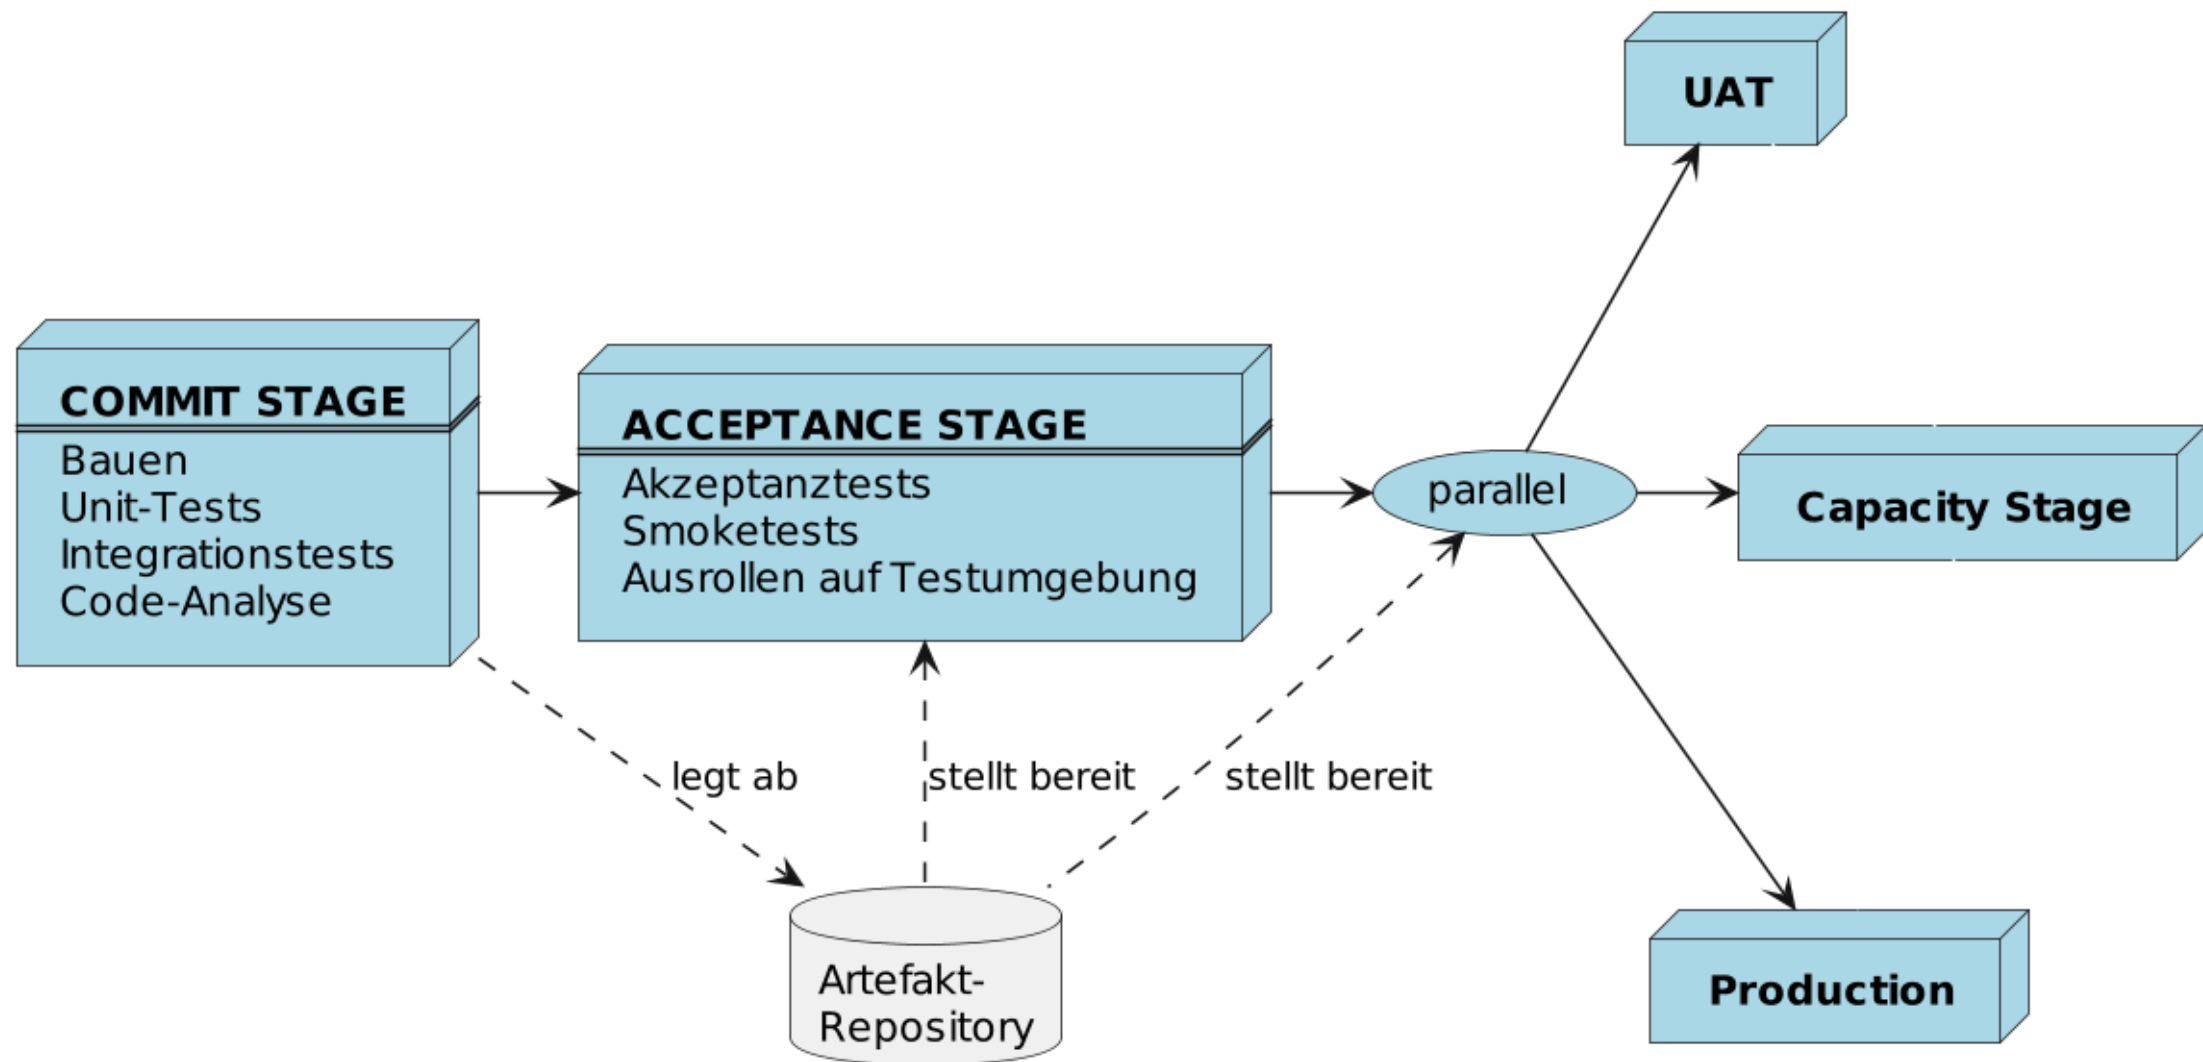 UAT
COMMIT STAGE
Bauen
Unit-Tests
Integrationstests
Code-Analyse
ACCEPTANCE STAGE
Akzeptanztests
Smoketests
Ausrollen auf Testumgebung
parallel
Capacity Stage
legt ab
stellt bereit
stellt bereit
Artefakt-
Repository
Production